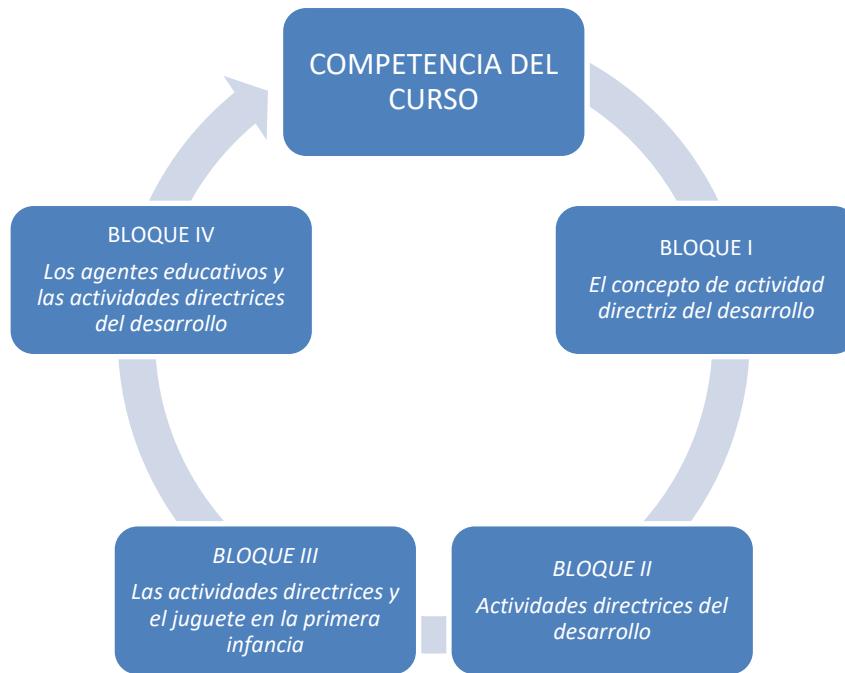 COMPETENCIA DEL
CURSO
BLOQUE I
El concepto de actividad
directriz del desarrollo
BLOQUE II
Actividades directrices del
desarrollo
BLOQUE III
Las actividades directrices y
el juguete en la primera
infancia
BLOQUE IV
Los agentes educativos y
las actividades directrices
del desarrollo